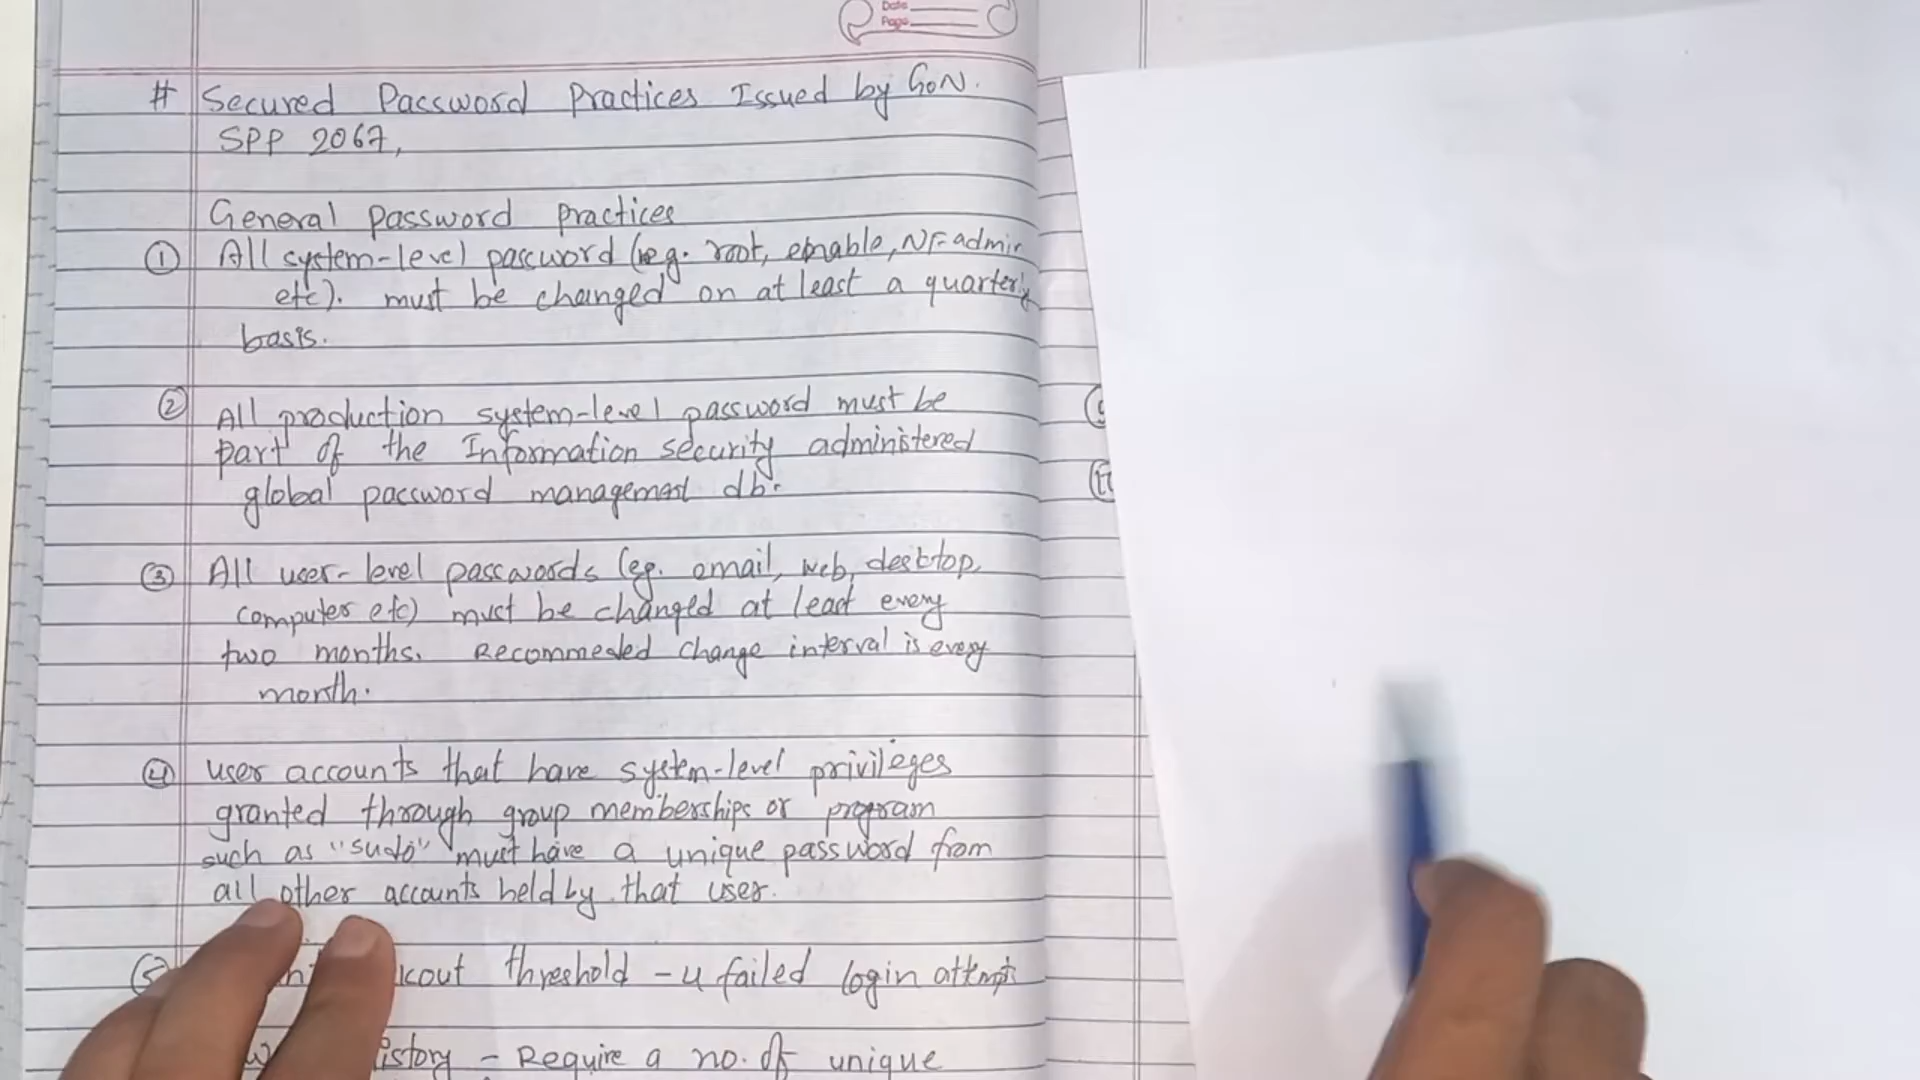 Date
Page
# Secured Password Practices Issued by GoN.
SPP 2067,
General password practices
① All system-level password (eg. root, enable, NF admin
etc). must be changed on at least a quarterly
basis.
② All production system-level password must be
part of the Information security administered
global password management db.
③ All user-level passwords (eg. email, web, desktop,
computer etc) must be changed at least every
two months. Recommeded change interval is every
month.
④ user accounts that have system-level privileges
granted through group memberships or program
such as "sudo" must have a unique password from
all other accounts held by that user.
⑤ threshold - 4 failed login attempts
- Require a no. of unique